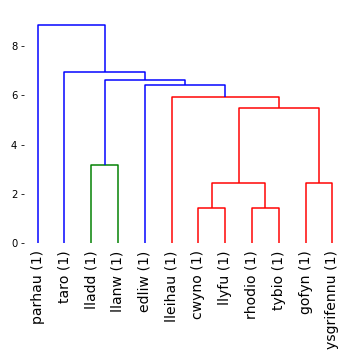 8
6
4
2
0
parhau (1)
taro (1)
lladd (1)
llanw (1)
edliw (1)
lleihau (1)
cwyno (1)
llyfu (1)
rhodio (1)
tybio (1)
gofyn (1)
ysgrifennu (1)